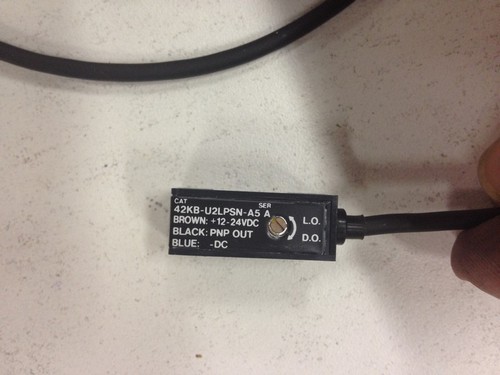 CAT SER
42KB-U2LPSN-A5 A
BROWN: +12-24VDC
L.O.
BLACK: PNP OUT
D.O.
BLUE: -DC